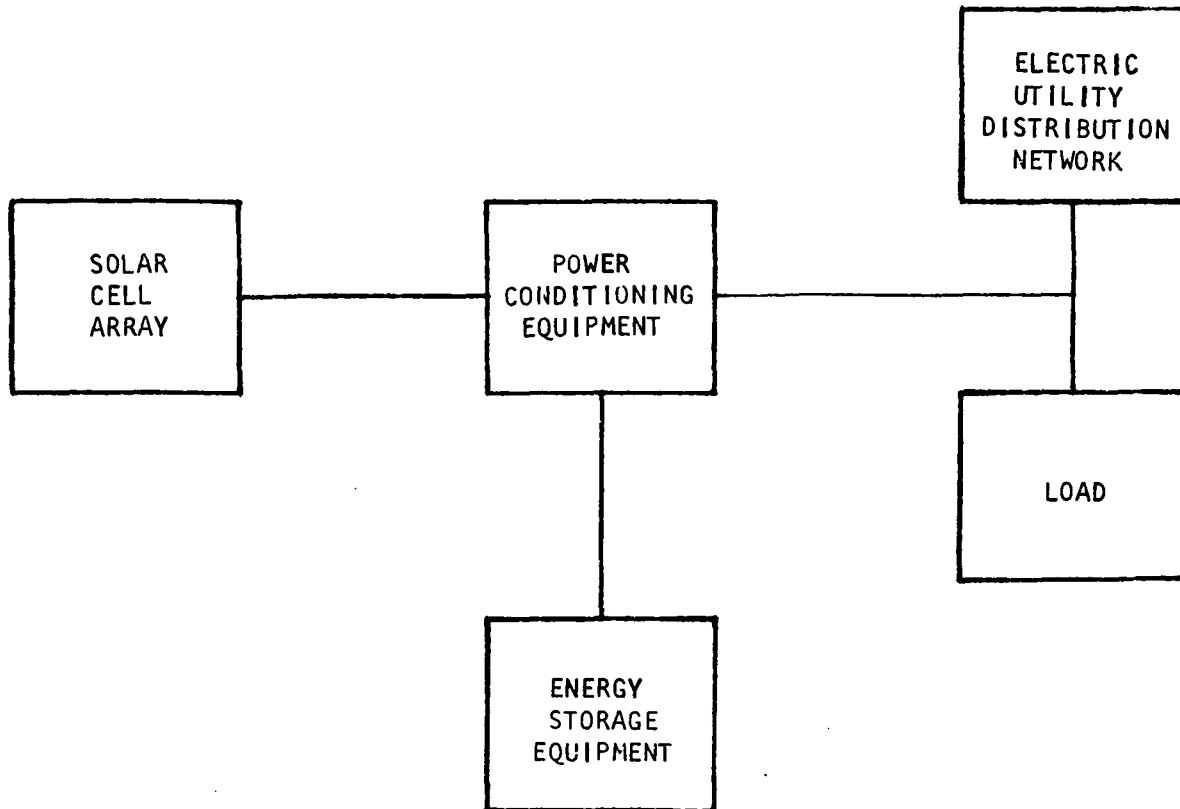 ELECTRIC
UTILITY
DISTRIBUTION
NETWORK
SOLAR
CELL
ARRAY
POWER
CONDITIONING
EQUIPMENT
LOAD
ENERGY
STORAGE
EQUIPMENT